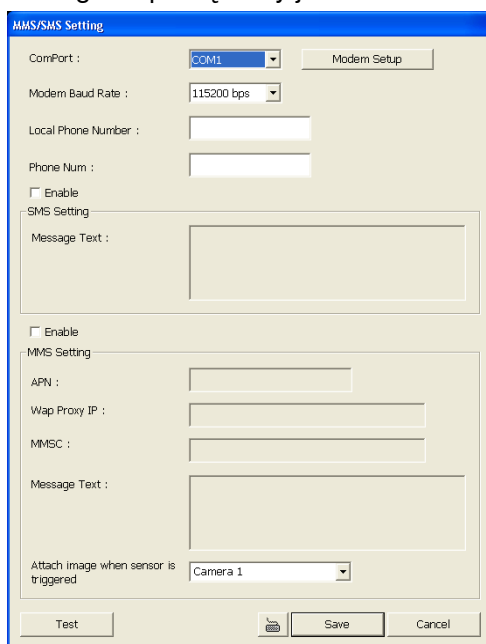 MMS/SMS Setting
ComPort :
COM1
Modem Setup
Modem Baud Rate :
115200 bps
Local Phone Number :
Phone Num :
Enable
SMS Setting
Message Text :
Enable
MMS Setting
APN :
Wap Proxy IP :
MMSC :
Message Text :
Attach image when sensor is
triggered
Camera 1
Test
Save
Cancel